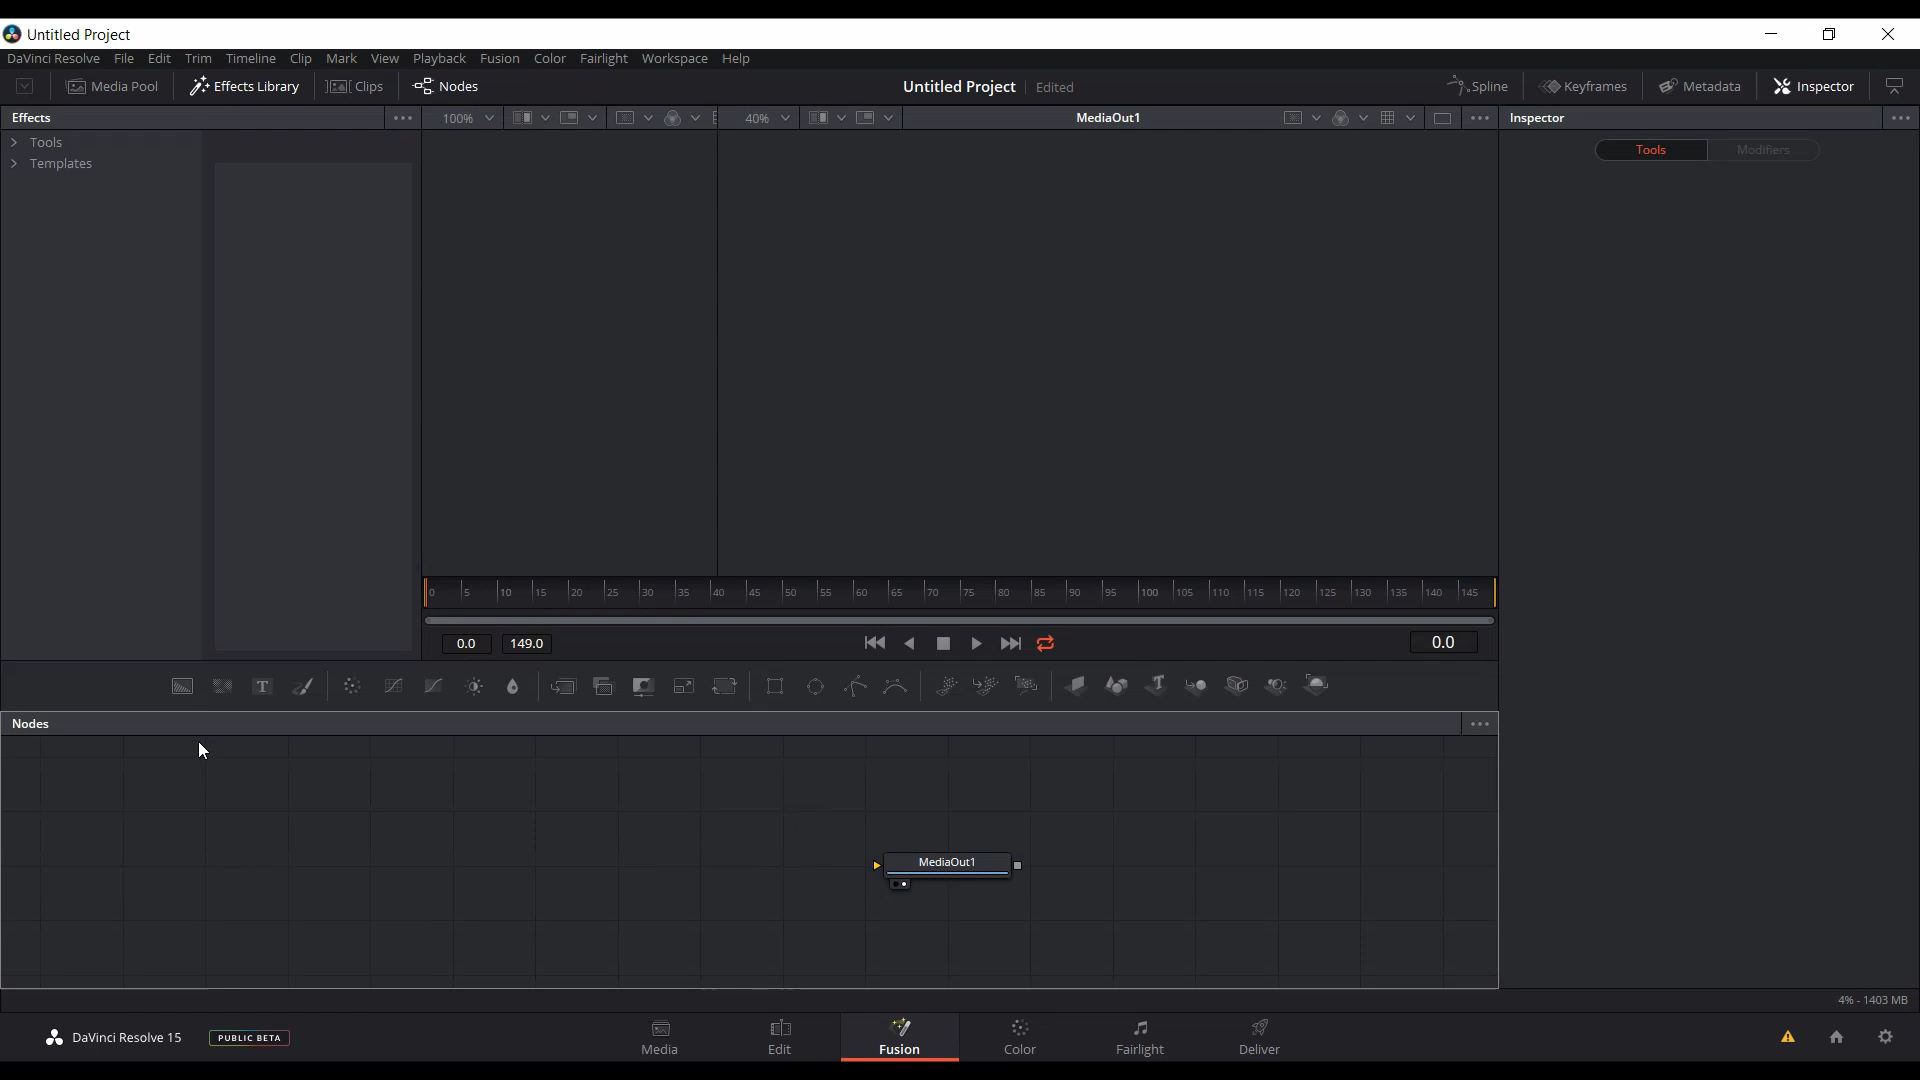 Untitled Project
DaVinci Resolve File Edit Trim Timeline Clip Mark View Playback Fusion Color Fairlight Workspace Help
Media Pool Effects Library Clips Nodes Untitled Project Edited Spline Keyframes Metadata Inspector
Effects 100% 40% MediaOut1 Inspector
Tools
Templates
Tools Modifiers
0 5 10 15 20 25 30 35 40 45 50 55 60 65 70 75 80 85 90 95 100 105 110 115 120 125 130 135 140 145
0.0 149.0 0.0
T T
Nodes
MediaOut1
4% - 1403 MB
DaVinci Resolve 15 PUBLIC BETA
Media Edit Fusion Color Fairlight Deliver